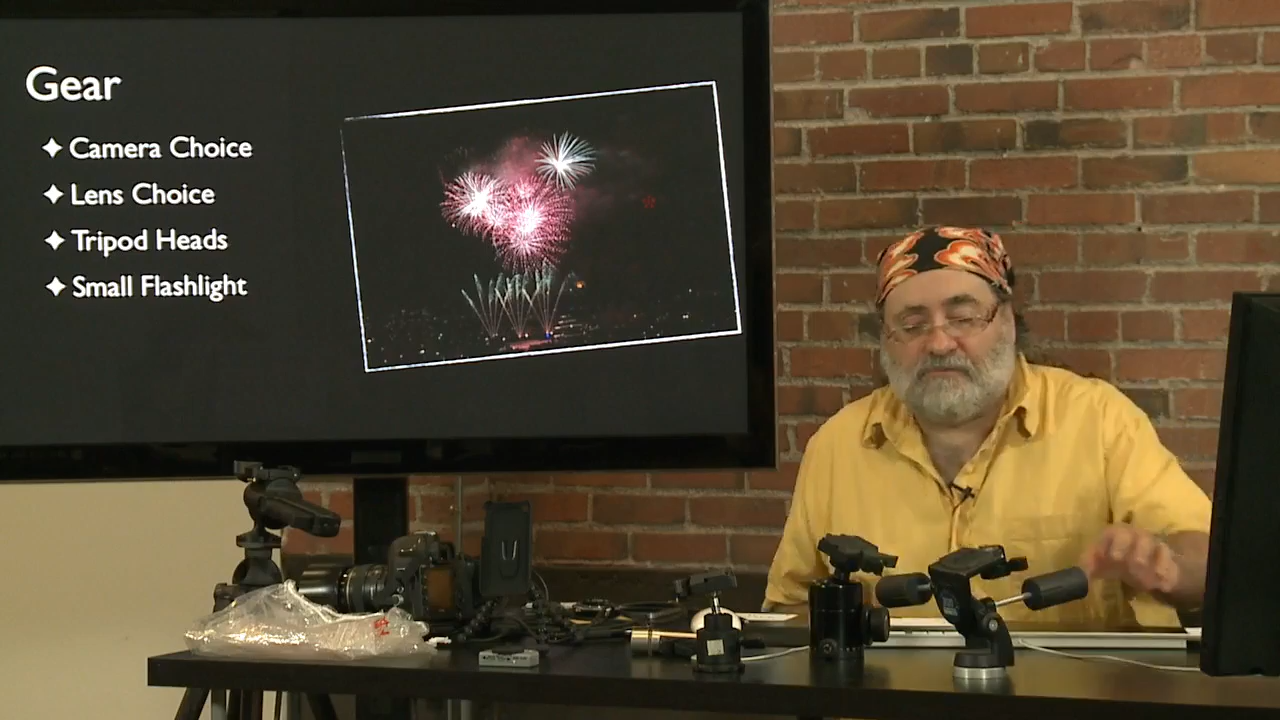 Gear
✦ Camera Choice
✦ Lens Choice
✦ Tripod Heads
✦ Small Flashlight